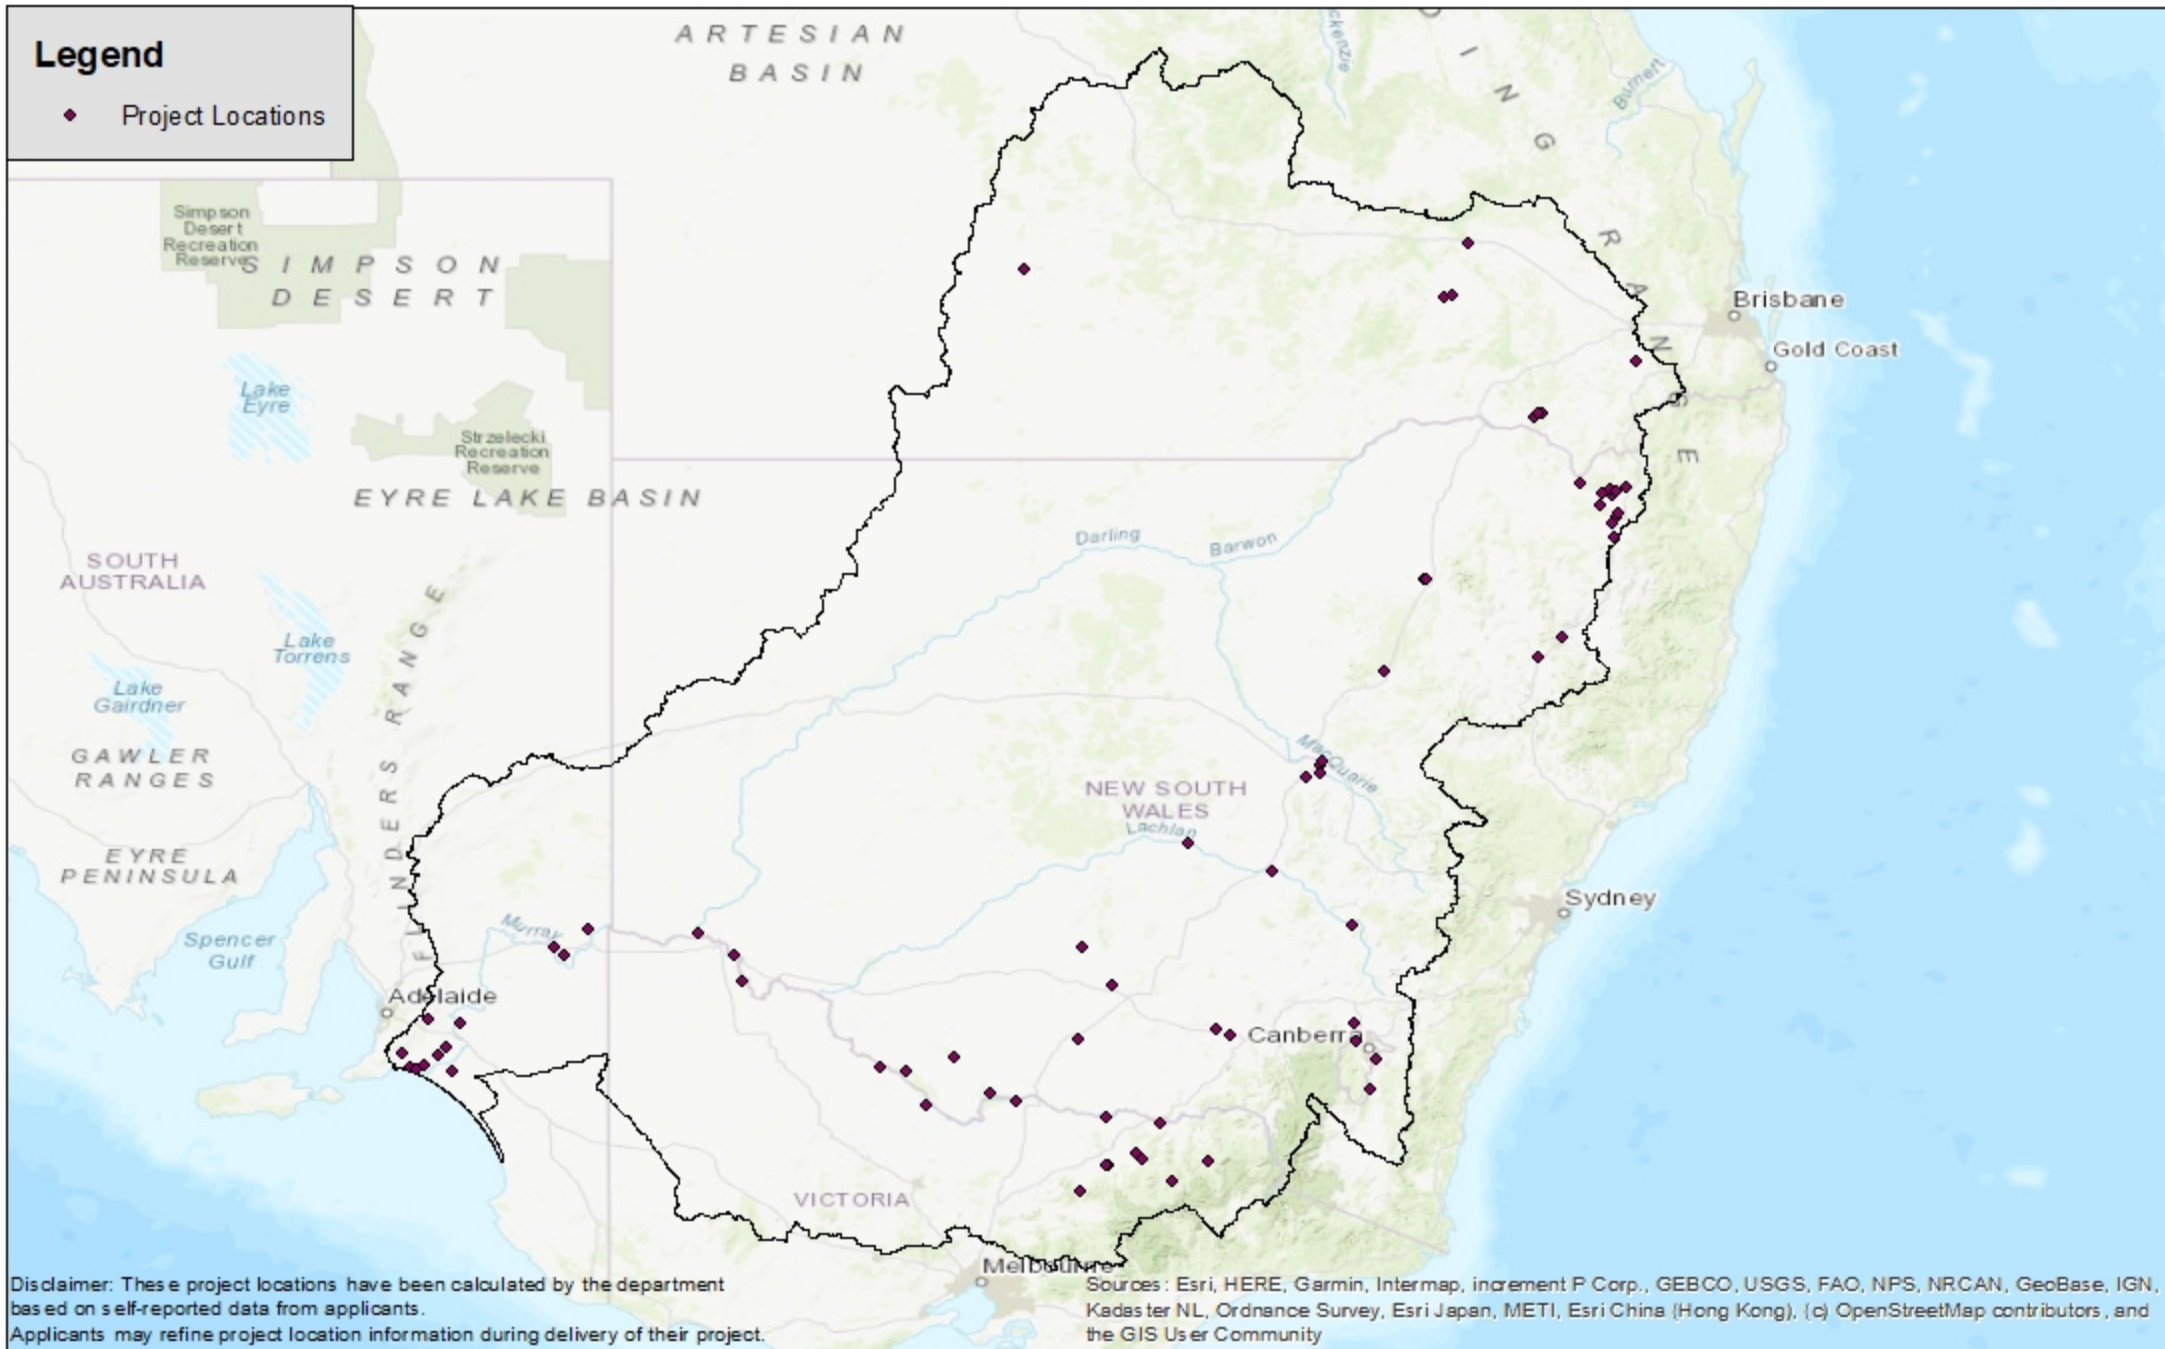 Legend
Project Locations
ARTESIAN
BASIN
ckenzie
Burnett
DING RANGE
Simpson
Desert
Recreation
Reserve
SIMPSON
DESERT
Brisbane
Gold Coast
Lake
Eyre
Strzelecki
Recreation
Reserve
EYRE LAKE BASIN
Darling
Barwon
SOUTH
AUSTRALIA
Lake
Torrens
Lake
Gairdner
FLINDERS RANGE
GAWLER
RANGES
Macquarie
NEW SOUTH
WALES
Lachlan
EYRE
PENINSULA
Sydney
Murray
Spencer
Gulf
Adelaide
Canberra
VICTORIA
Melbourne
Disclaimer: These project locations have been calculated by the department
based on self-reported data from applicants.
Applicants may refine project location information during delivery of their project.
Sources: Esri, HERE, Garmin, Intermap, increment P Corp., GEBCO, USGS, FAO, NPS, NRCAN, GeoBase, IGN,
Kadaster NL, Ordnance Survey, Esri Japan, METI, Esri China (Hong Kong), (c) OpenStreetMap contributors, and
the GIS User Community